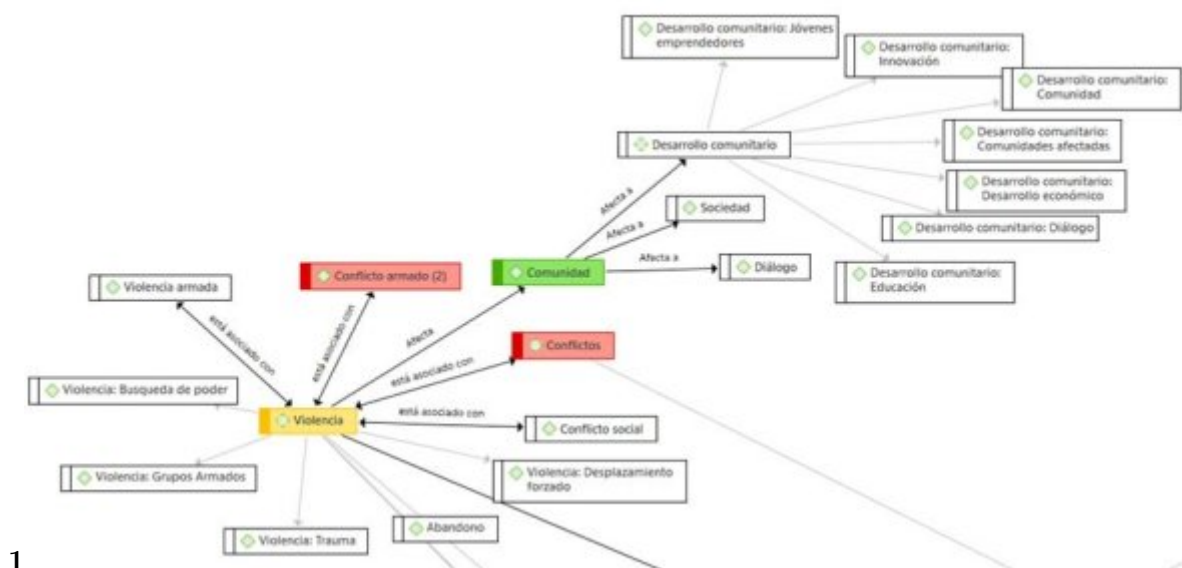 Desarrollo comunitario: Jóvenes
emprendedores
Desarrollo comunitario:
Innovación
Desarrollo comunitario:
Comunidad
Desarrollo comunitario:
Comunidades afectadas
Desarrollo comunitario
Desarrollo comunitario:
Desarrollo económico
Afecta a
Sociedad
Afecta a
Desarrollo comunitario: Diálogo
Comunidad
Afecta a
Diálogo
Desarrollo comunitario:
Educación
Conflicto armado (2)
Violencia armada
está asociado con
está asociado con
Afecta
Conflictos
está asociado con
Violencia: Busqueda de poder
Violencia
está asociado con
Conflicto social
Violencia: Grupos Armados
Violencia: Desplazamiento
forzado
Violencia: Trauma
Abandono
1